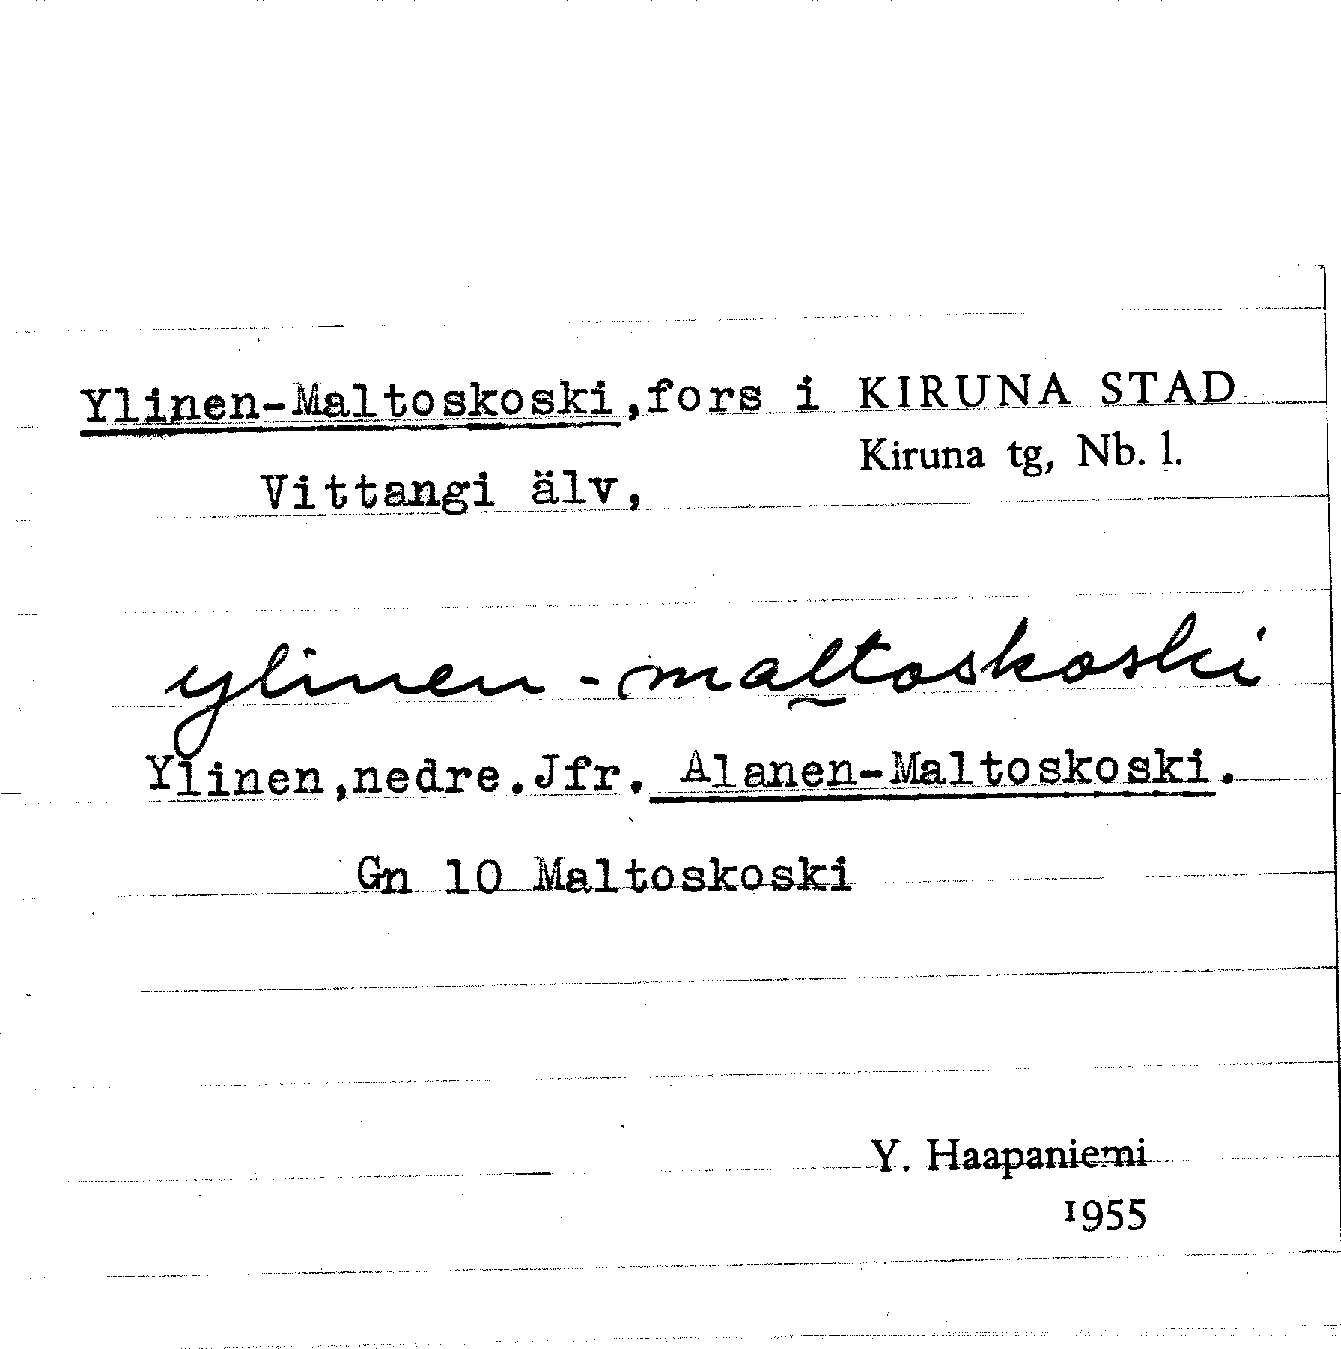 Ylinen-Maltoskoski,fors i KIRUNA STAD
Kiruna tg, Nb. l.
Vittangi älv,
ylinen-maltoskoski
Ylinen,nedre.Jfr. Alanen-Maltoskoski.
Gn 10 Maltoskoski
Y. Haapaniemi
1955